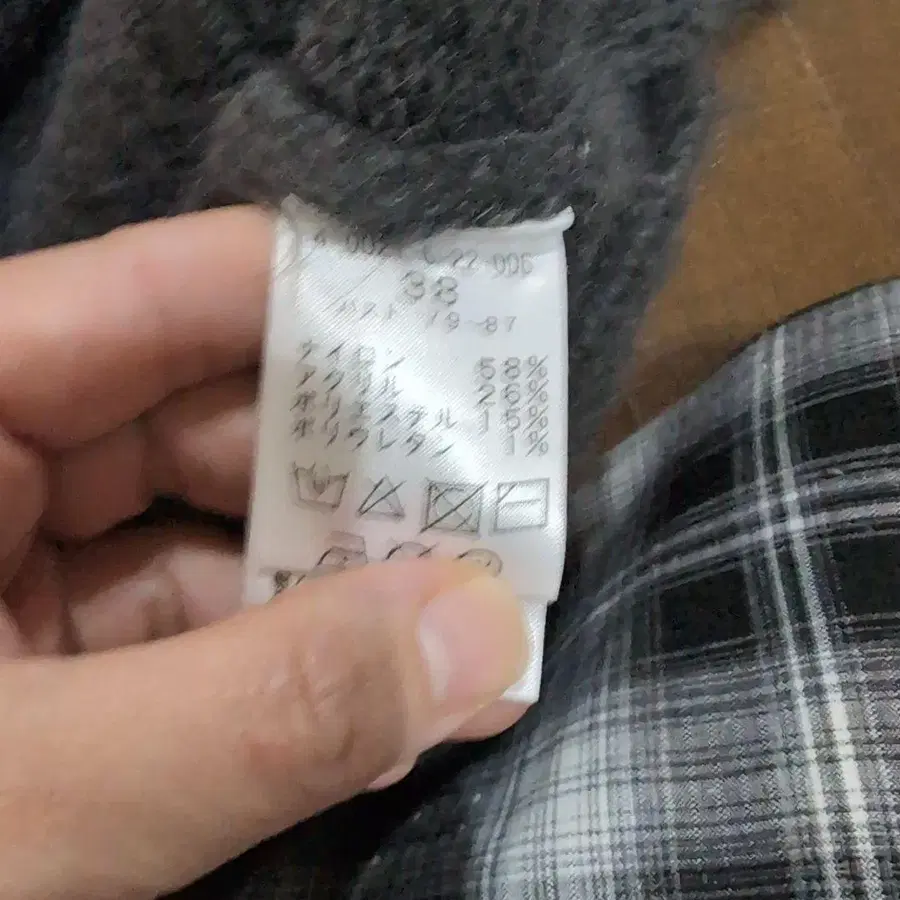 38
バスト 79-87
ナイロン 58%
アクリル 26%
ポリエステル 15%
ポリウレタン 1%